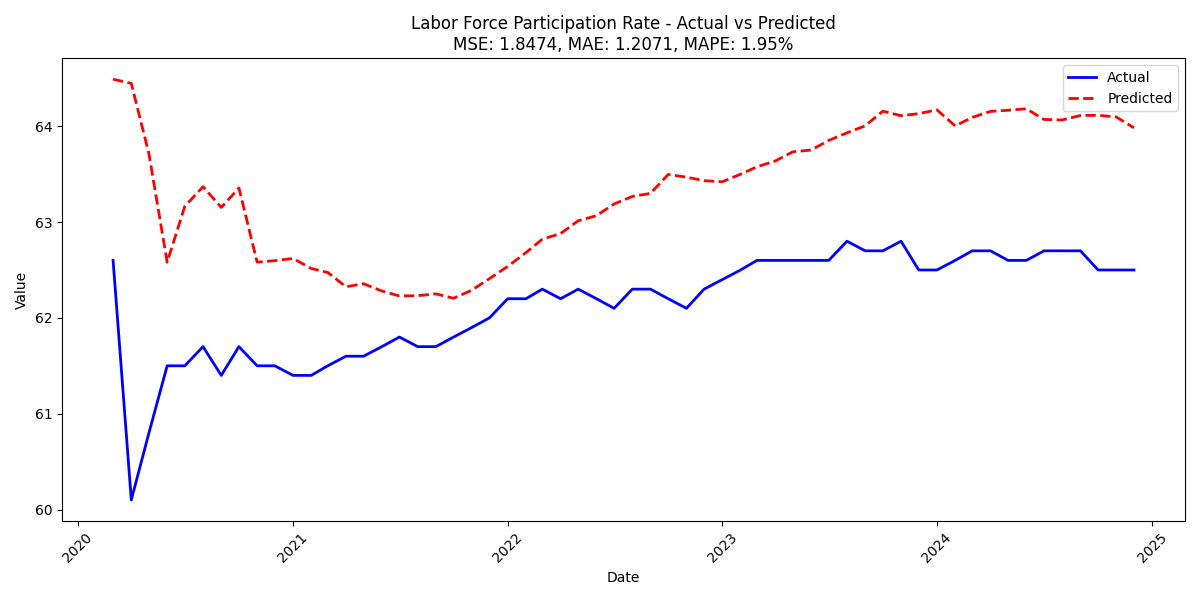 Labor Force Participation Rate - Actual vs Predicted
MSE: 1.8474, MAE: 1.2071, MAPE: 1.95%
Actual
Predicted
Value
64
63
62
61
60
2020
2021
2022
2023
2024
2025
Date